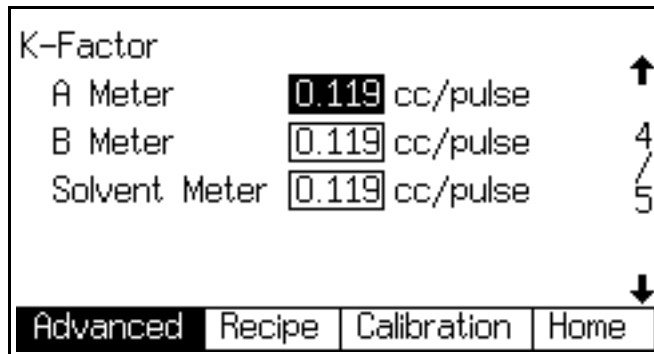 K-Factor
A Meter 0.119 cc/pulse
B Meter 0.119 cc/pulse
Solvent Meter 0.119 cc/pulse
4/5
Advanced Recipe Calibration Home